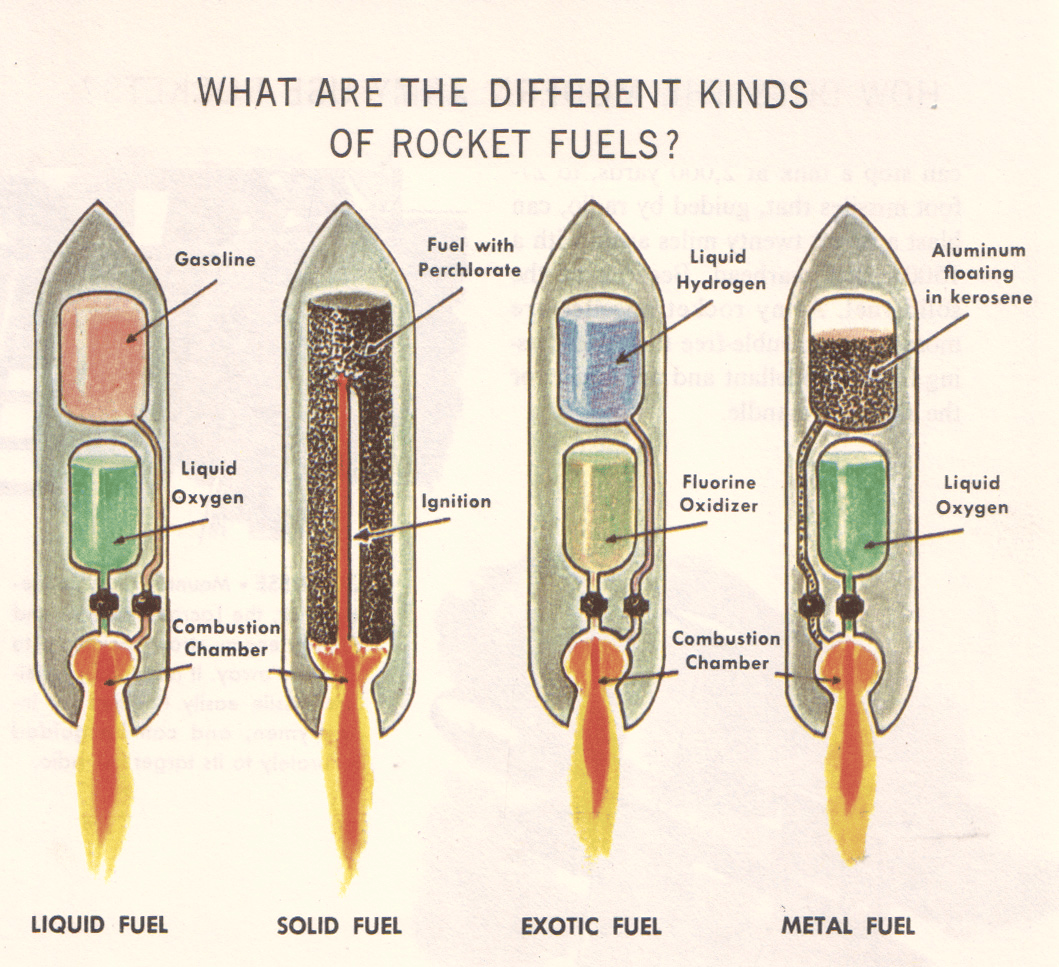 WHAT ARE THE DIFFERENT KINDS
OF ROCKET FUELS?
Gasoline
Liquid
Oxygen
Combustion
Chamber
LIQUID FUEL
Fuel with
Perchlorate
Ignition
SOLID FUEL
Liquid
Hydrogen
Fluorine
Oxidizer
Combustion
Chamber
EXOTIC FUEL
Aluminum
floating
in kerosene
Liquid
Oxygen
METAL FUEL